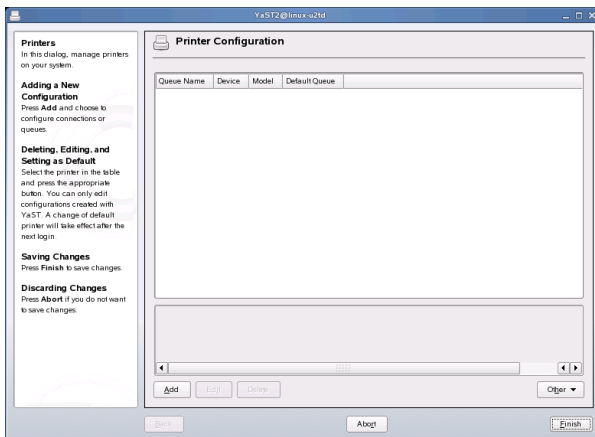 YaST2@linux-u2td
Printers
In this dialog, manage printers
on your system.
Adding a New
Configuration
Press Add and choose to
configure connections or
queues.
Deleting, Editing, and
Setting as Default
Select the printer in the table
and press the appropriate
button. You can only edit
configurations created with
YaST. A change of default
printer will take effect after the
next login.
Saving Changes
Press Finish to save changes.
Discarding Changes
Press Abort if you do not want
to save changes.
Printer Configuration
Queue Name Device Model Default Queue
Add Edit Delete Other
Back Abort Finish